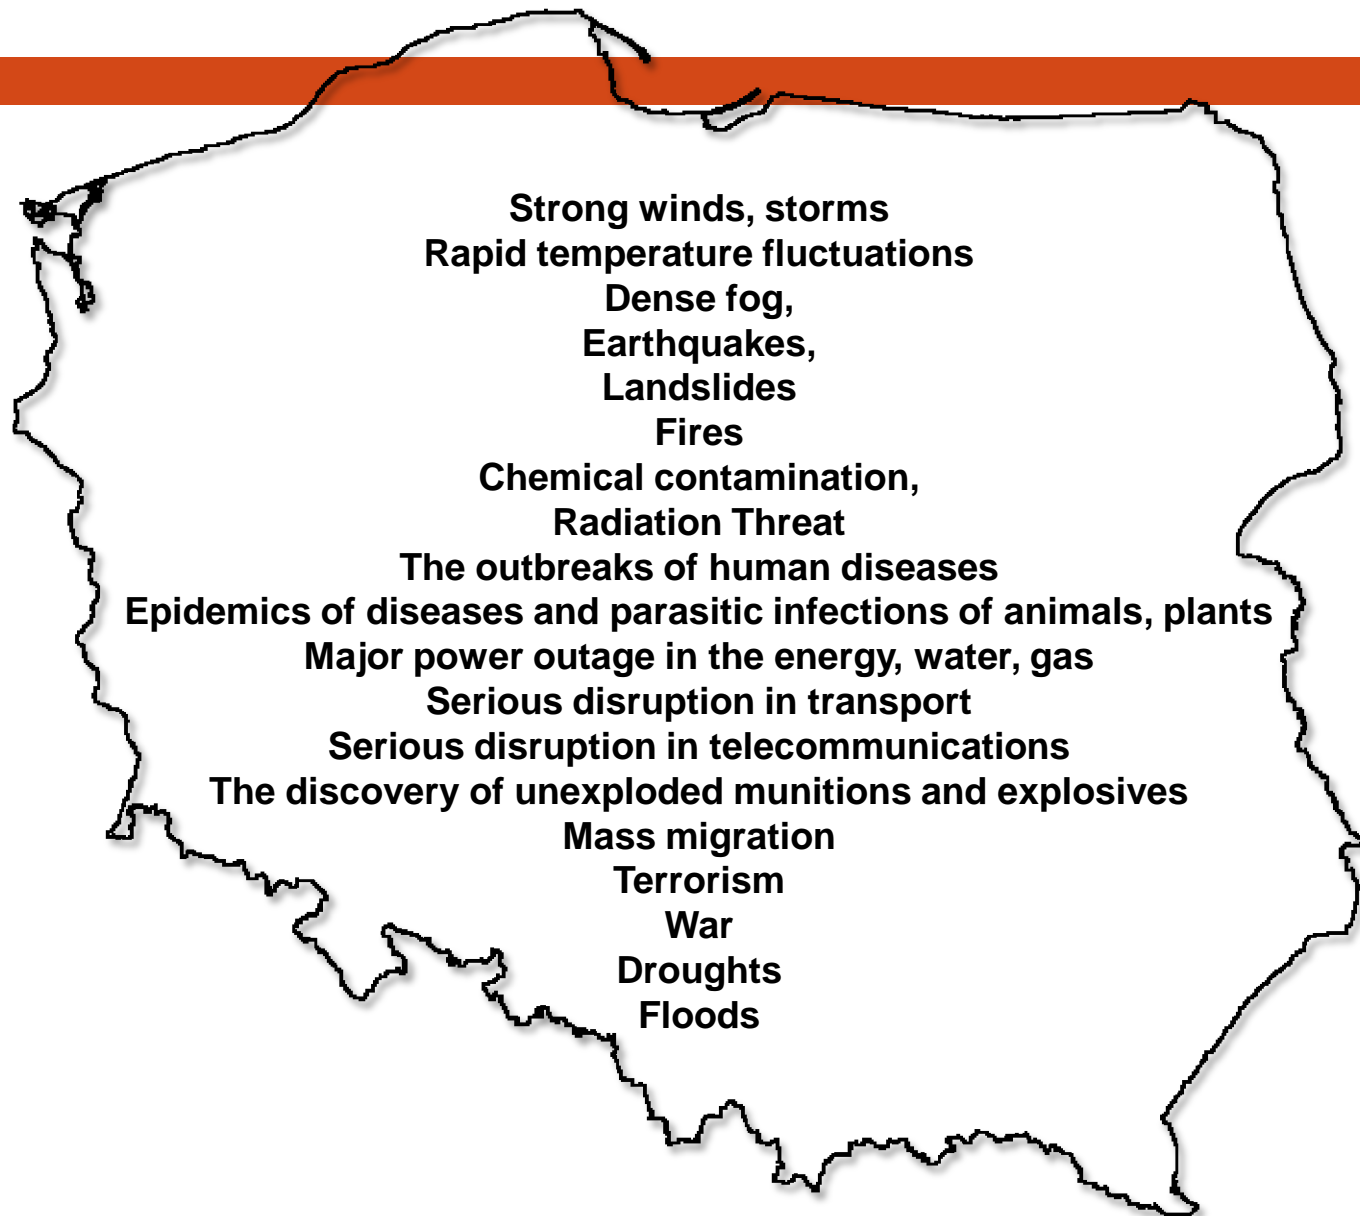 Strong winds, storms
Rapid temperature fluctuations
Dense fog,
Earthquakes,
Landslides
Fires
Chemical contamination,
Radiation Threat
The outbreaks of human diseases
Epidemics of diseases and parasitic infections of animals, plants
Major power outage in the energy, water, gas
Serious disruption in transport
Serious disruption in telecommunications
The discovery of unexploded munitions and explosives
Mass migration
Terrorism
War
Droughts
Floods